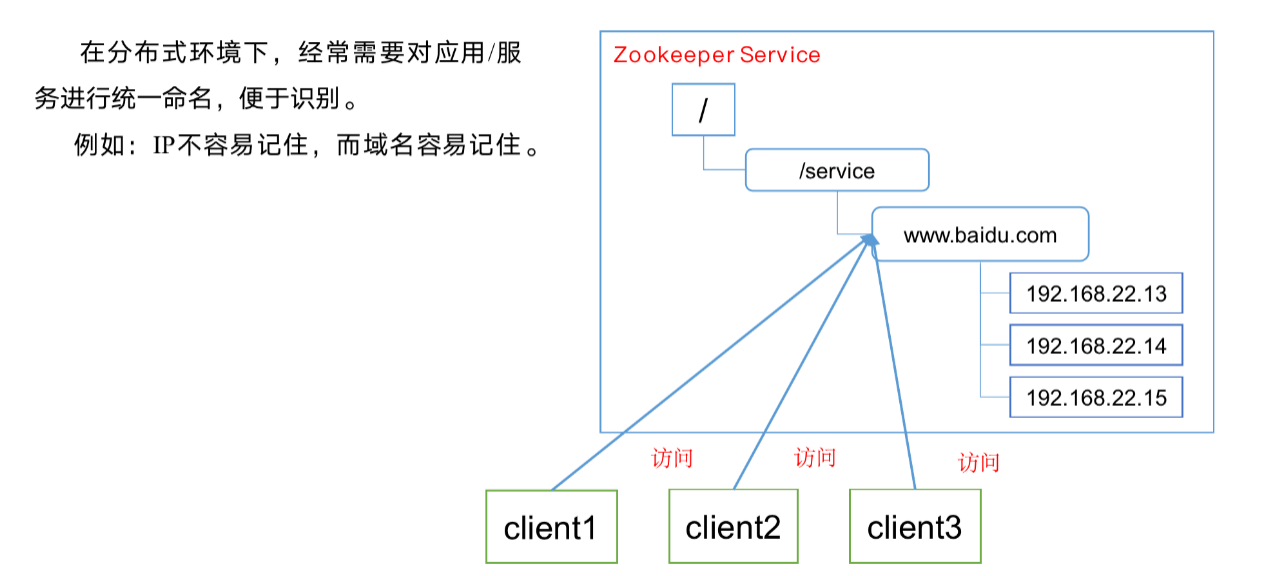 在分布式环境下，经常需要对应用/服
务进行统一命名，便于识别。
例如：IP不容易记住，而域名容易记住。
Zookeeper Service
/
/service
www.baidu.com
192.168.22.13
192.168.22.14
192.168.22.15
访问
访问
访问
client1
client2
client3